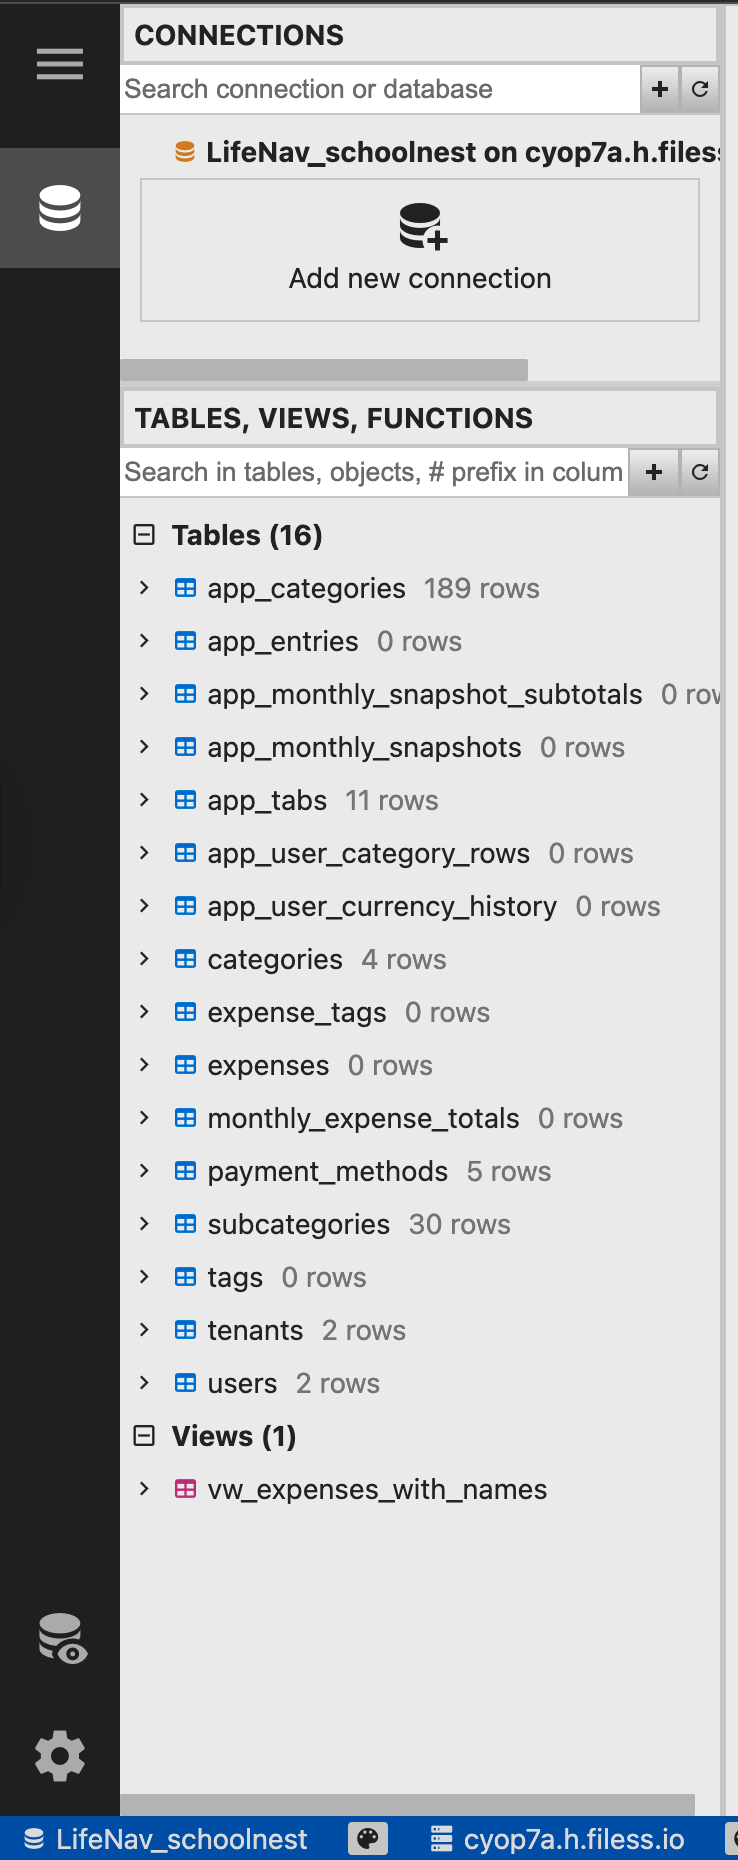 CONNECTIONS
Search connection or database
LifeNav_schoolnest on cyop7a.h.filess
Add new connection
TABLES, VIEWS, FUNCTIONS
Search in tables, objects, # prefix in colum
Tables (16)
app_categories 189 rows
app_entries 0 rows
app_monthly_snapshot_subtotals 0 row
app_monthly_snapshots 0 rows
app_tabs 11 rows
app_user_category_rows 0 rows
app_user_currency_history 0 rows
categories 4 rows
expense_tags 0 rows
expenses 0 rows
monthly_expense_totals 0 rows
payment_methods 5 rows
subcategories 30 rows
tags 0 rows
tenants 2 rows
users 2 rows
Views (1)
vw_expenses_with_names
LifeNav_schoolnest cyop7a.h.filess.io